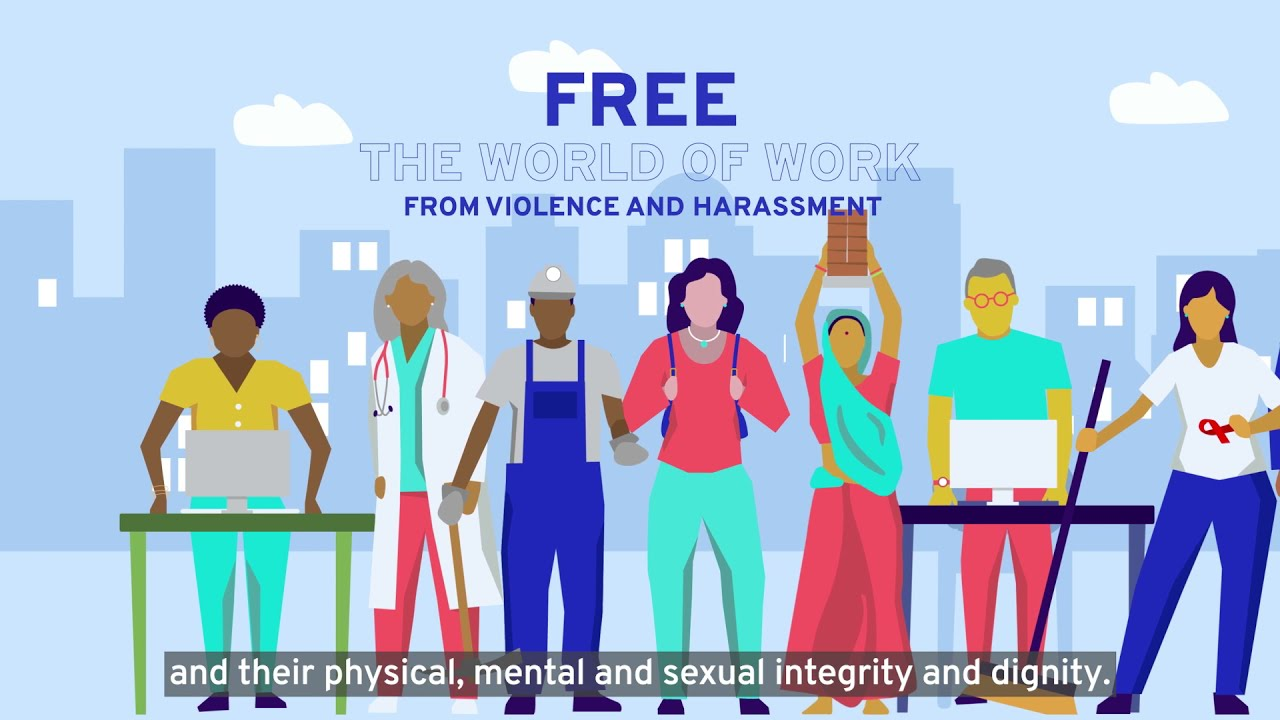 FREE
THE WORLD OF WORK
FROM VIOLENCE AND HARASSMENT
and their physical, mental and sexual integrity and dignity.